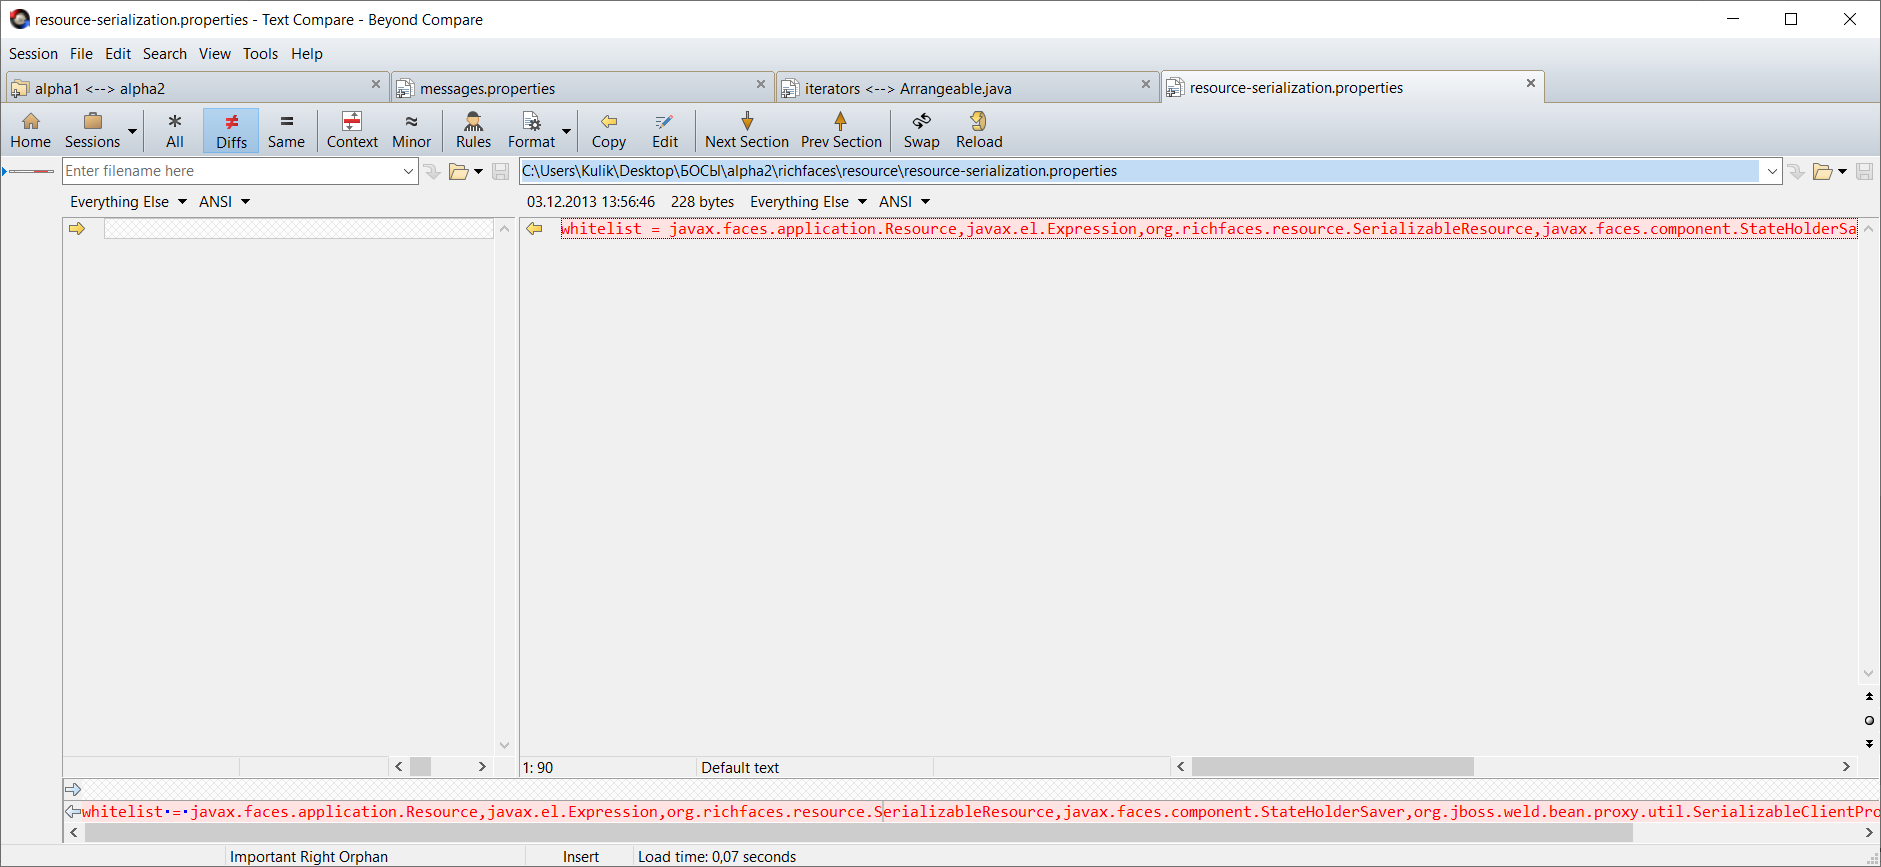 resource-serialization.properties - Text Compare - Beyond Compare
Session File Edit Search View Tools Help
alpha1 <--> alpha2 messages.properties iterators <--> Arrangeable.java resource-serialization.properties
Home Sessions All Diffs Same Context Minor Rules Format Copy Edit Next Section Prev Section Swap Reload
Enter filename here C:\Users\Kulik\Desktop\БОСЫ\alpha2\richfaces\resource\resource-serialization.properties
Everything Else ANSI 03.12.2013 13:56:46 228 bytes Everything Else ANSI
whitelist = javax.faces.application.Resource,javax.el.Expression,org.richfaces.resource.SerializableResource,javax.faces.component.StateHolderSa
1: 90 Default text
whitelist·=·javax.faces.application.Resource,javax.el.Expression,org.richfaces.resource.SerializableResource,javax.faces.component.StateHolderSaver,org.jboss.weld.bean.proxy.util.SerializableClientPro
Important Right Orphan Insert Load time: 0,07 seconds